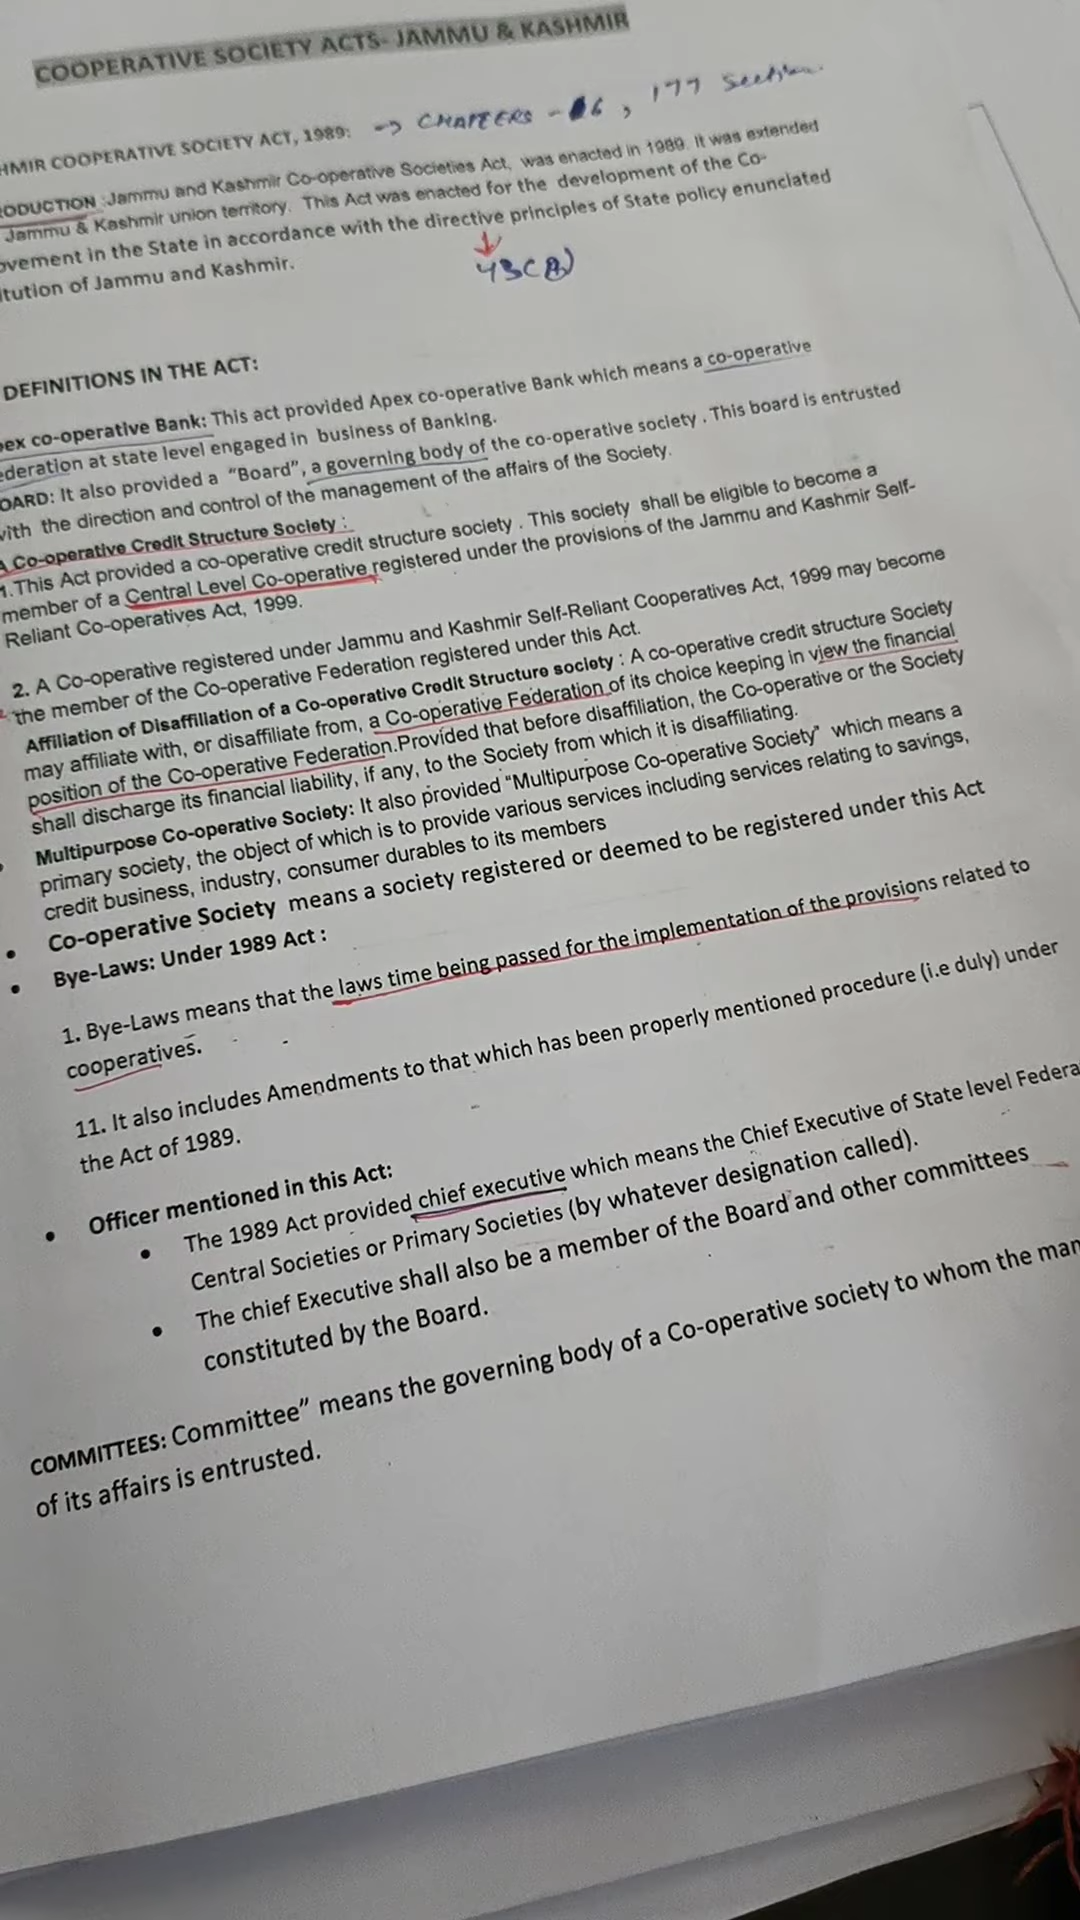 COOPERATIVE SOCIETY ACTS- JAMMU & KASHMIR
HMIR COOPERATIVE SOCIETY ACT, 1989: → CHAPTERS - 6, 177 Section
RODUCTION :Jammu and Kashmir Co-operative Societies Act, was enacted in 1989. It was extended
Jammu & Kashmir union territory. This Act was enacted for the development of the Co-
ovement in the State in accordance with the directive principles of State policy enunciated
itution of Jammu and Kashmir.
43(B)
DEFINITIONS IN THE ACT:
pex co-operative Bank: This act provided Apex co-operative Bank which means a co-operative
ederation at state level engaged in business of Banking.
OARD: It also provided a "Board", a governing body of the co-operative society . This board is entrusted
with the direction and control of the management of the affairs of the Society.
A Co-operative Credit Structure Society :
1.This Act provided a co-operative credit structure society . This society shall be eligible to become a
member of a Central Level Co-operative registered under the provisions of the Jammu and Kashmir Self-
Reliant Co-operatives Act, 1999.
2. A Co-operative registered under Jammu and Kashmir Self-Reliant Cooperatives Act, 1999 may become
the member of the Co-operative Federation registered under this Act.
Affiliation of Disaffiliation of a Co-operative Credit Structure society : A co-operative credit structure Society
may affiliate with, or disaffiliate from, a Co-operative Federation of its choice keeping in view the financial
position of the Co-operative Federation.Provided that before disaffiliation, the Co-operative or the Society
shall discharge its financial liability, if any, to the Society from which it is disaffiliating.
Multipurpose Co-operative Society: It also provided "Multipurpose Co-operative Society" which means a
primary society, the object of which is to provide various services including services relating to savings,
credit business, industry, consumer durables to its members
• Co-operative Society means a society registered or deemed to be registered under this Act
• Bye-Laws: Under 1989 Act :
1. Bye-Laws means that the laws time being passed for the implementation of the provisions related to
cooperatives.
11. It also includes Amendments to that which has been properly mentioned procedure (i.e duly) under
the Act of 1989.
• Officer mentioned in this Act:
• The 1989 Act provided chief executive which means the Chief Executive of State level Federa
Central Societies or Primary Societies (by whatever designation called).
• The chief Executive shall also be a member of the Board and other committees
constituted by the Board.
COMMITTEES: Committee" means the governing body of a Co-operative society to whom the man
of its affairs is entrusted.